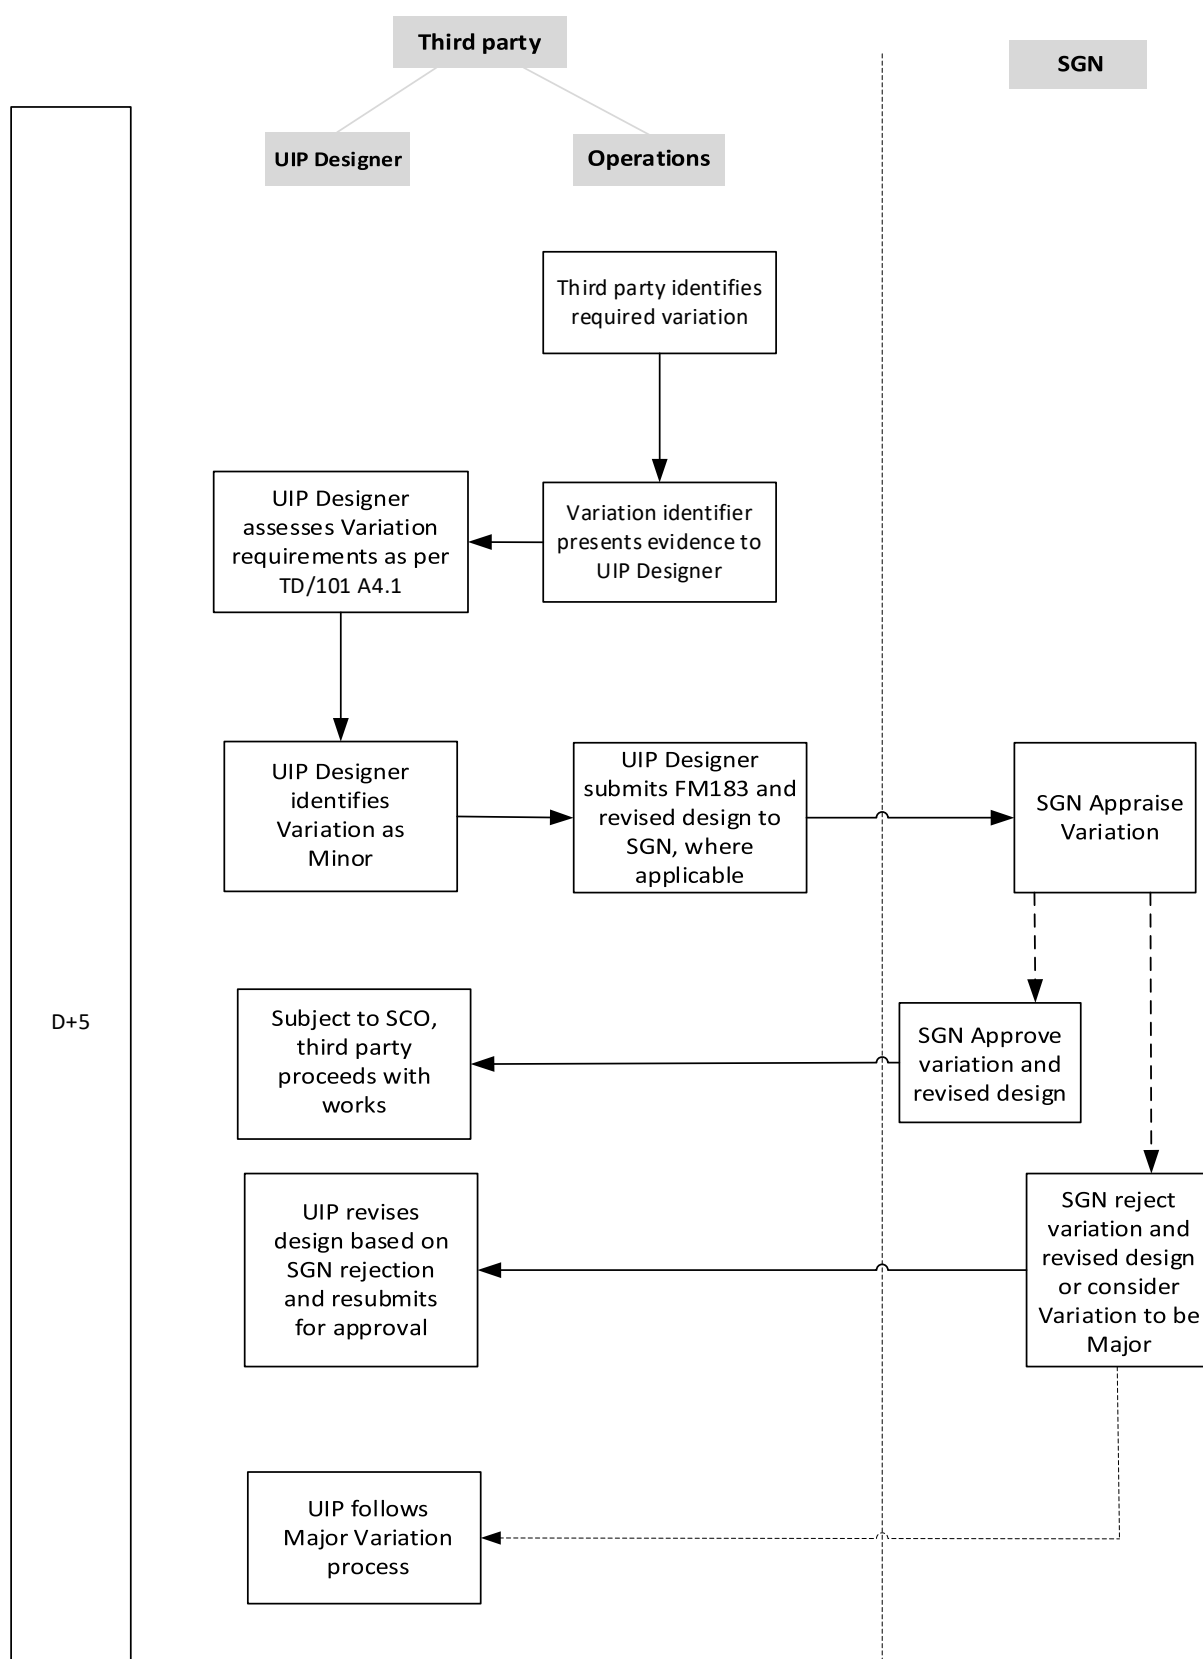 Third party
SGN
UIP Designer
Operations
Third party identifies
required variation
UIP Designer
assesses Variation
requirements as per
TD/101 A4.1
Variation identifier
presents evidence to
UIP Designer
UIP Designer
identifies
Variation as
Minor
UIP Designer
submits FM183 and
revised design to
SGN, where
applicable
SGN Appraise
Variation
D+5
Subject to SCO,
third party
proceeds with
works
SGN Approve
variation and
revised design
UIP revises
design based on
SGN rejection
and resubmits
for approval
SGN reject
variation and
revised design
or consider
Variation to be
Major
UIP follows
Major Variation
process